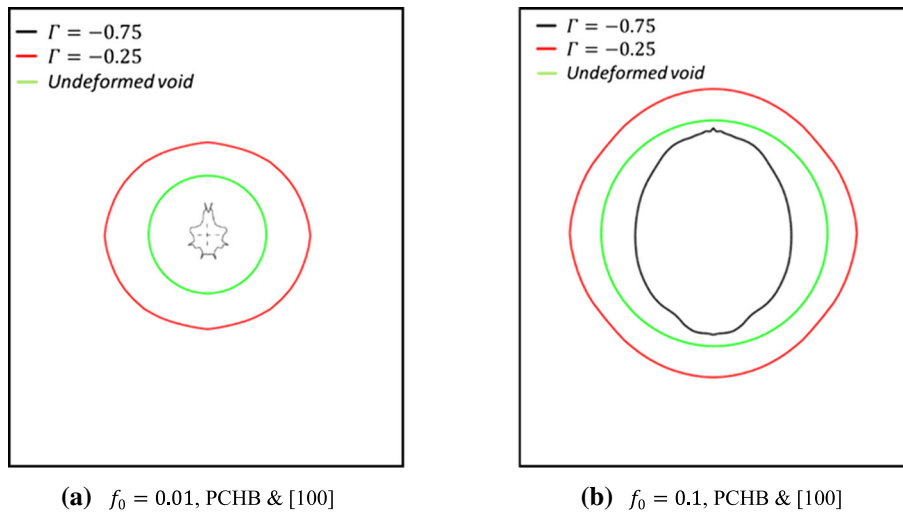 Γ = −0.75
Γ = −0.25
Undeformed void
Γ = −0.75
Γ = −0.25
Undeformed void
(a) f₀ = 0.01, PCHB & [100]
(b) f₀ = 0.1, PCHB & [100]